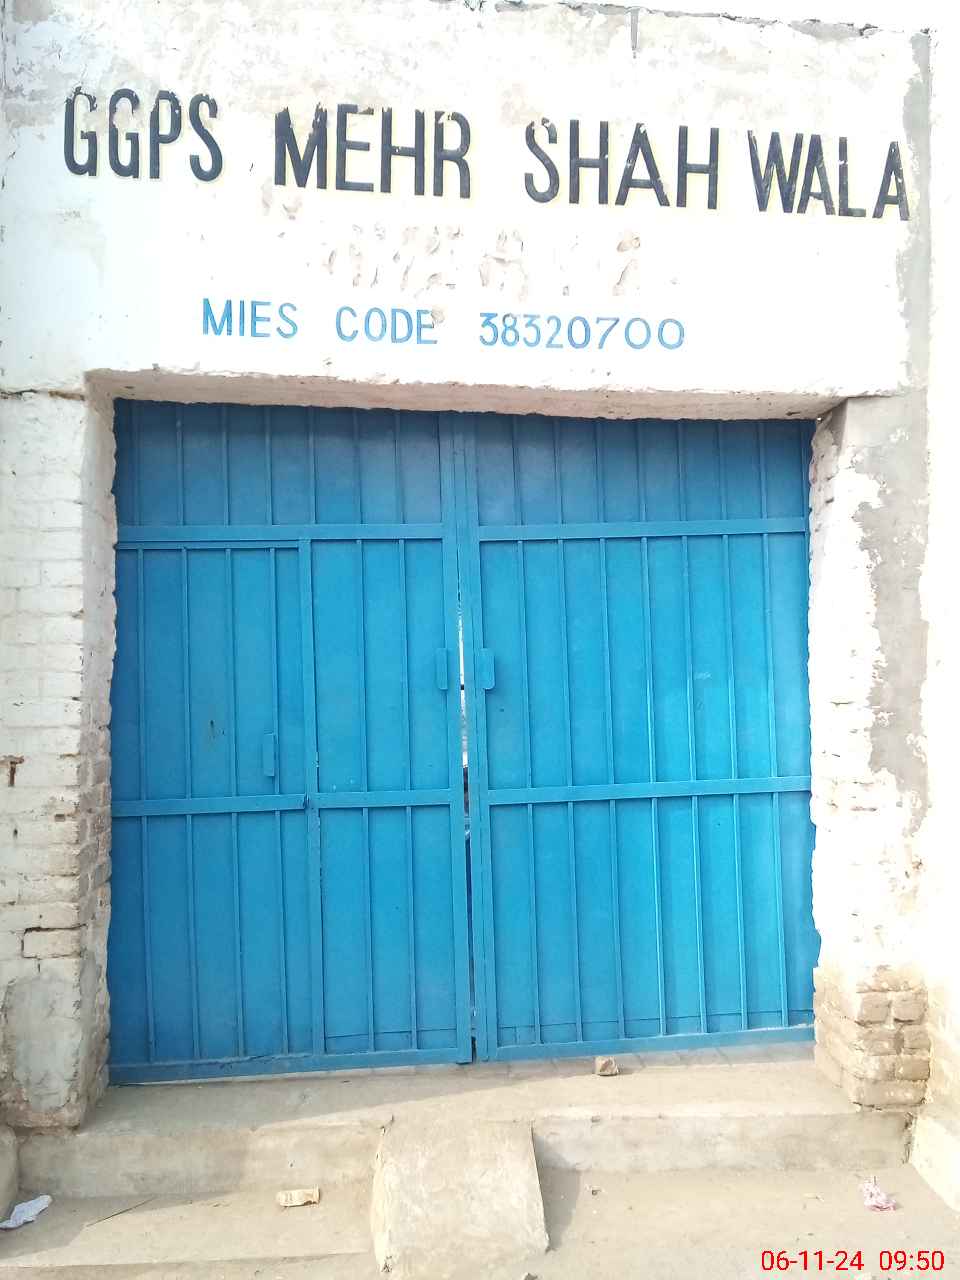 GGPS MEHR SHAH WALA
MIES CODE 38320700
06-11-24 09:50